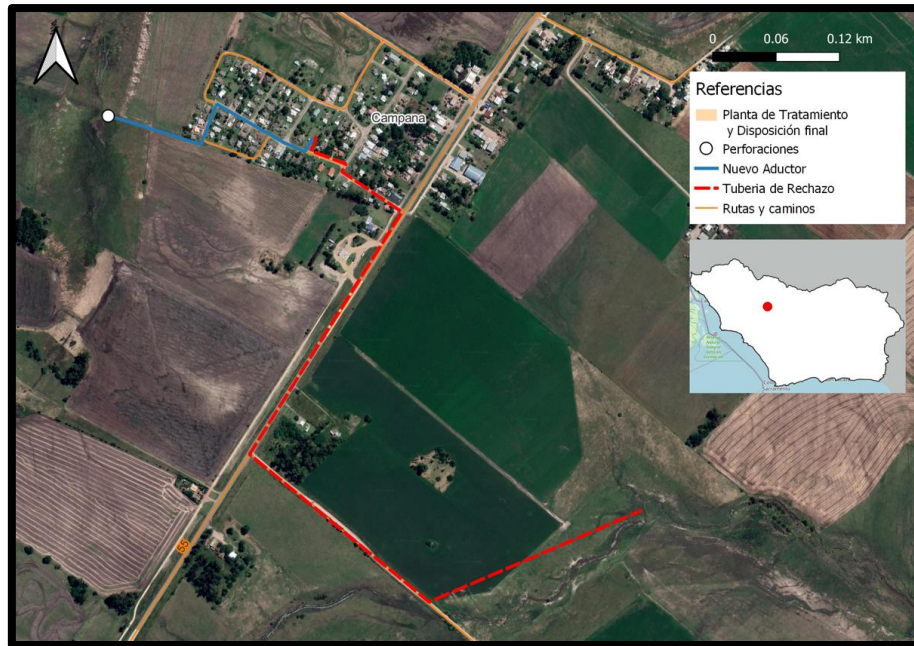 0 0.06 0.12 km
Referencias
Planta de Tratamiento
y Disposición final
Perforaciones
Nuevo Aductor
Tuberia de Rechazo
Rutas y caminos
Campana
55